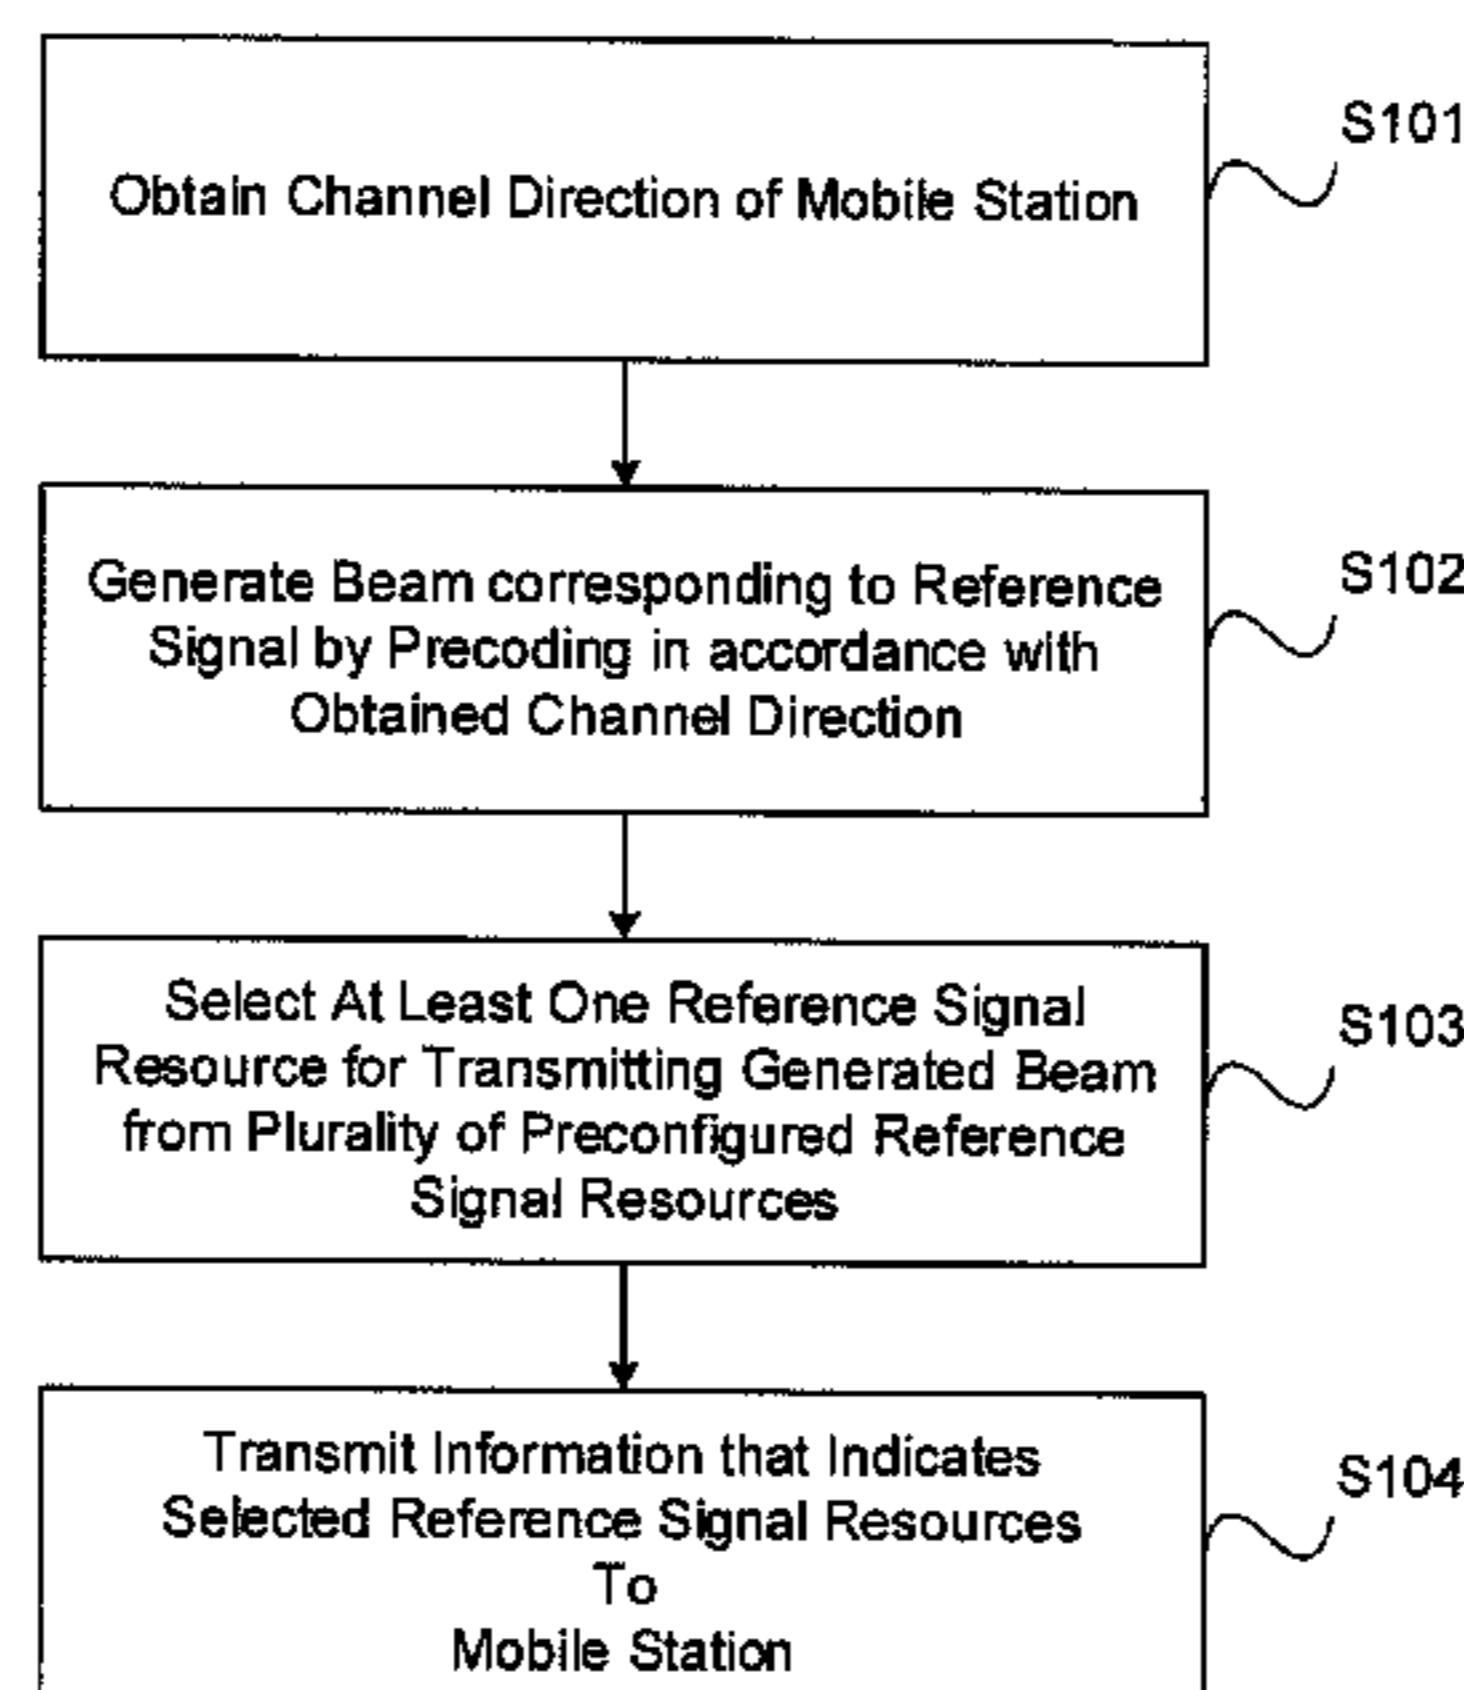 Obtain Channel Direction of Mobile Station
S101
Generate Beam corresponding to Reference
Signal by Precoding in accordance with
Obtained Channel Direction
S102
Select At Least One Reference Signal
Resource for Transmitting Generated Beam
from Plurality of Preconfigured Reference
Signal Resources
S103
Transmit Information that Indicates
Selected Reference Signal Resources
To
Mobile Station
S104